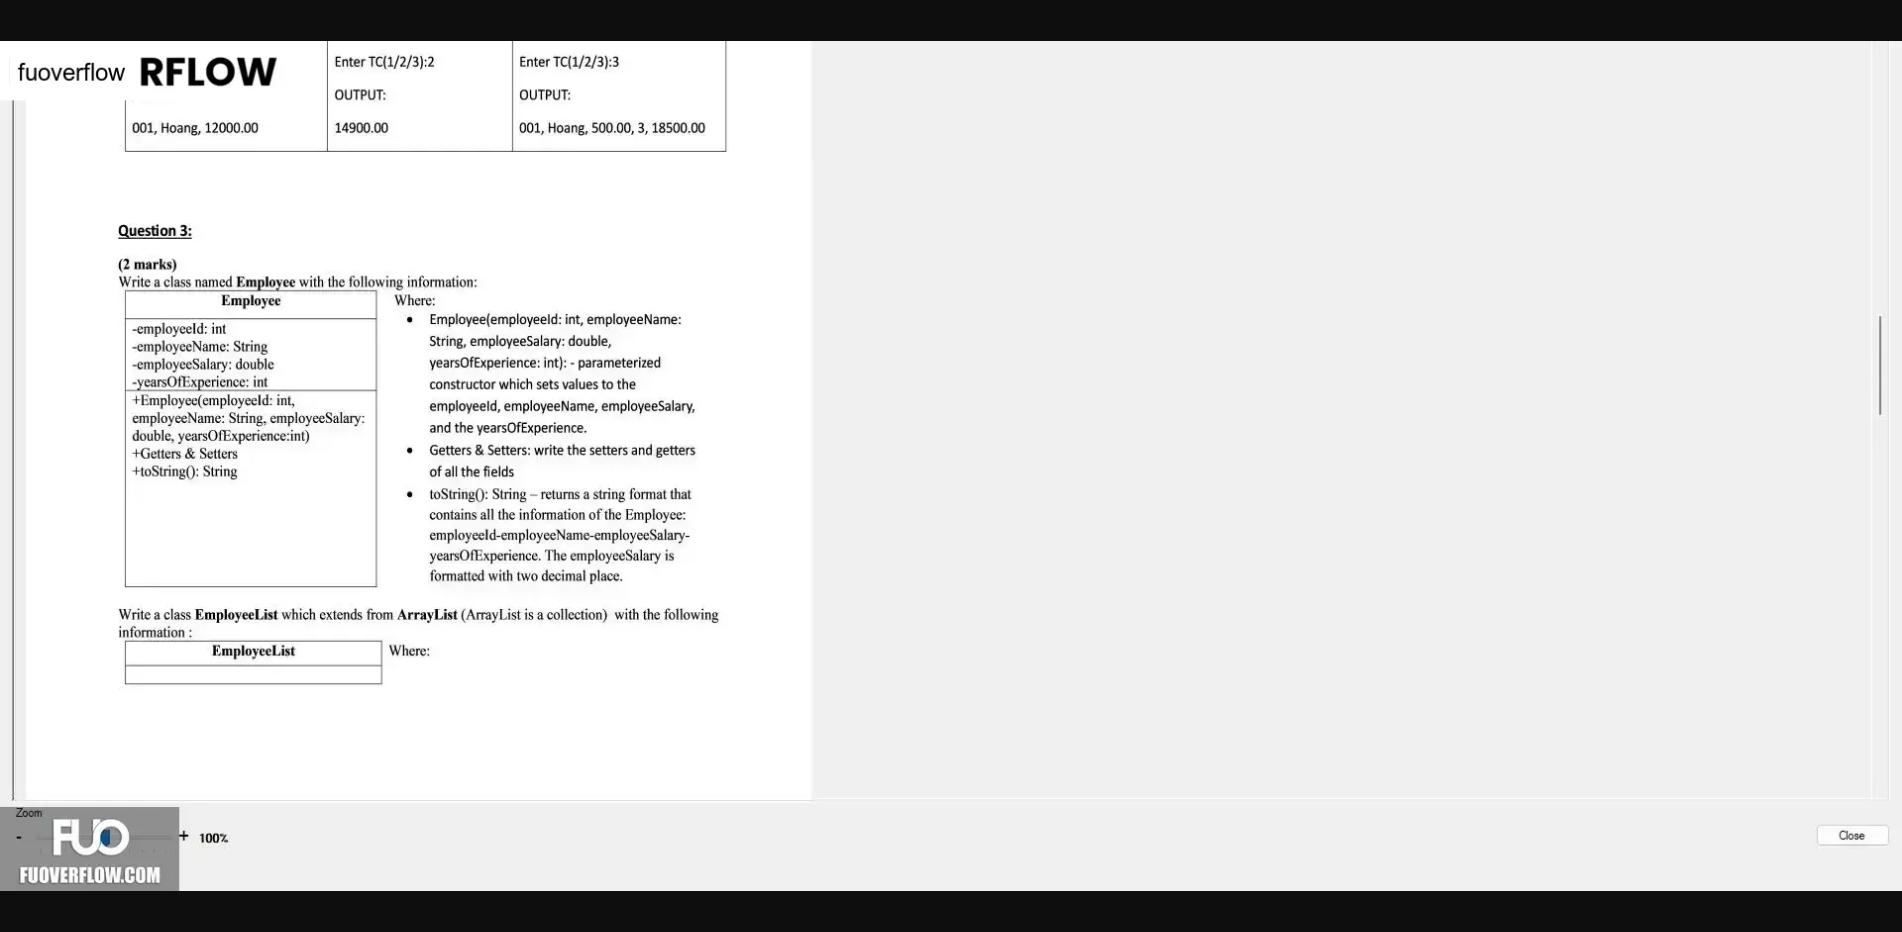 fuoverflow RFLOW
Enter TC(1/2/3):2
Enter TC(1/2/3):3
OUTPUT:
OUTPUT:
001, Hoang, 12000.00
14900.00
001, Hoang, 500.00, 3, 18500.00
Question 3:
(2 marks)
Write a class named Employee with the following information:
Employee
-employeeId: int
-employeeName: String
-employeeSalary: double
-yearsOfExperience: int
+Employee(employeeId: int,
employeeName: String, employeeSalary:
double, yearsOfExperience:int)
+Getters & Setters
+toString(): String
Where:
• Employee(employeeId: int, employeeName:
String, employeeSalary: double,
yearsOfExperience: int): - parameterized
constructor which sets values to the
employeeId, employeeName, employeeSalary,
and the yearsOfExperience.
• Getters & Setters: write the setters and getters
of all the fields
• toString(): String – returns a string format that
contains all the information of the Employee:
employeeId-employeeName-employeeSalary-
yearsOfExperience. The employeeSalary is
formatted with two decimal place.
Write a class EmployeeList which extends from ArrayList (ArrayList is a collection) with the following
information :
EmployeeList
Where:
Zoom
- + 100%
Close
FUO
FUOVERFLOW.COM